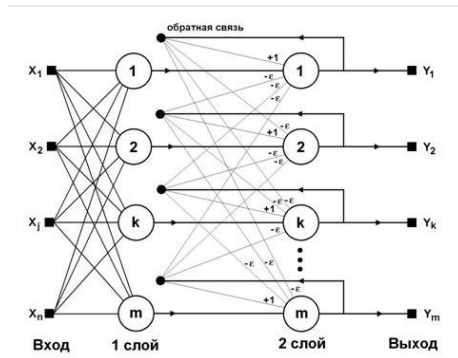 обратная связь
+1
X1 1 1 Y1
-ε
-ε
-ε
X2 2 +1 2 Y2
-ε
-ε -ε
+1
Xj k k Yk
-ε
-ε -ε
-ε
+1
Xn m m Ym
Вход 1 слой 2 слой Выход